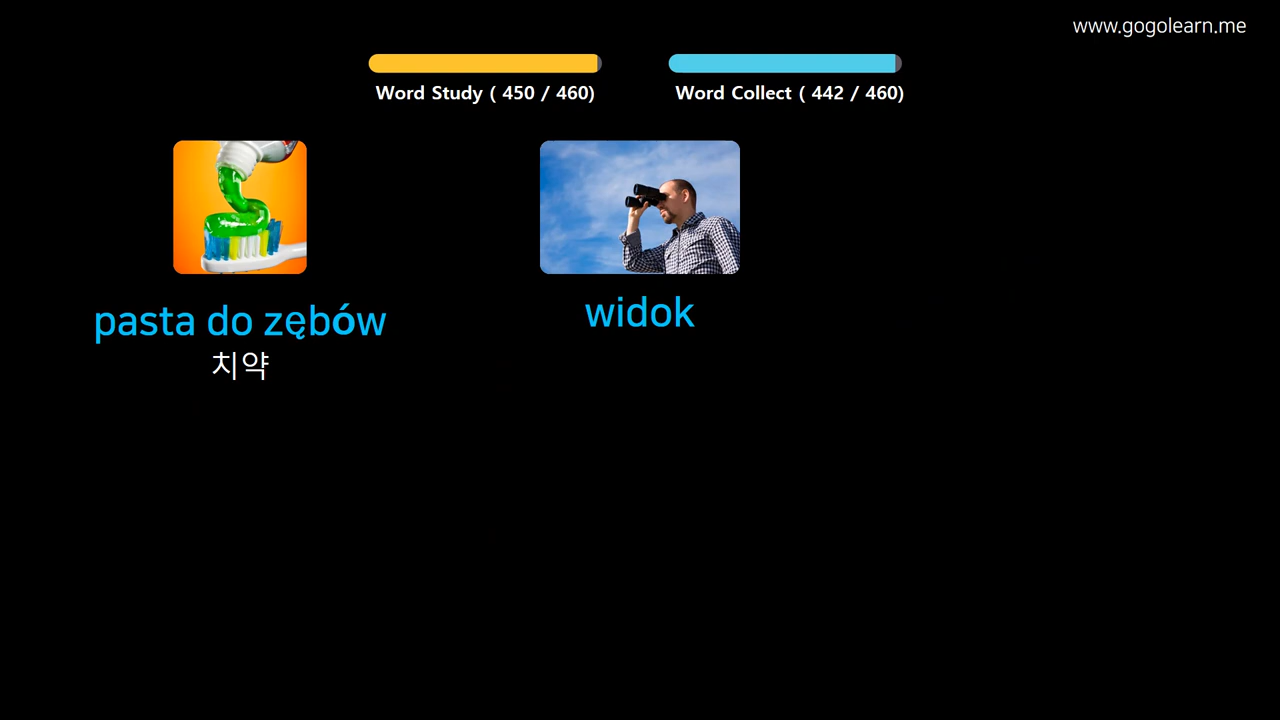 www.gogolearn.me
Word Study ( 450 / 460)
Word Collect ( 442 / 460)
pasta do zębów
치약
widok